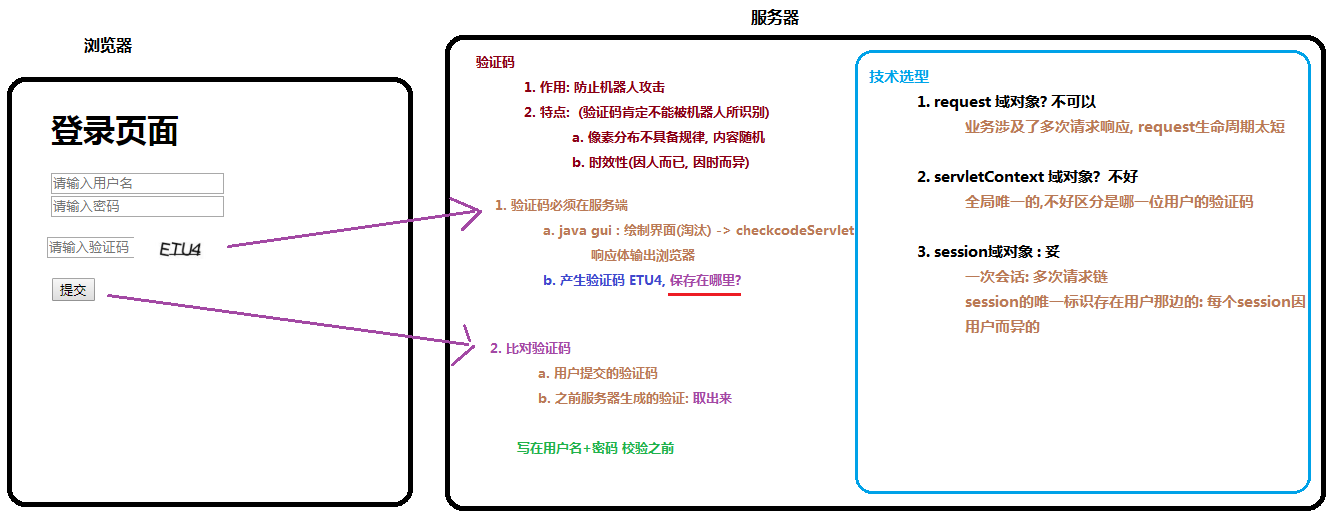 浏览器
登录页面
请输入用户名
请输入密码
请输入验证码
ETU4
提交
服务器
验证码
1. 作用: 防止机器人攻击
2. 特点: (验证码肯定不能被机器人所识别)
a. 像素分布不具备规律, 内容随机
b. 时效性(因人而已, 因时而异)
1. 验证码必须在服务端
a. java gui : 绘制界面(淘汰) -> checkcodeServlet
响应体输出浏览器
b. 产生验证码 ETU4, 保存在哪里?
2. 比对验证码
a. 用户提交的验证码
b. 之前服务器生成的验证: 取出来
写在用户名+密码 校验之前
技术选型
1. request 域对象? 不可以
业务涉及了多次请求响应, request生命周期太短
2. servletContext 域对象? 不好
全局唯一的,不好区分是哪一位用户的验证码
3. session域对象 : 妥
一次会话: 多次请求链
session的唯一标识存在用户那边的: 每个session因
用户而异的